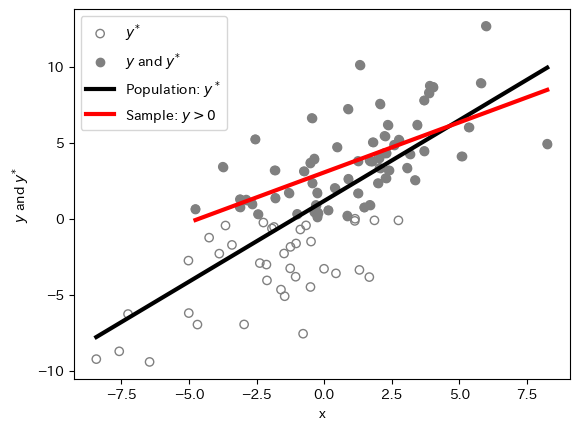 y*
y and y*
Population: y*
Sample: y > 0
y and y*
10
5
0
−5
−10
−7.5
−5.0
−2.5
0.0
2.5
5.0
7.5
x